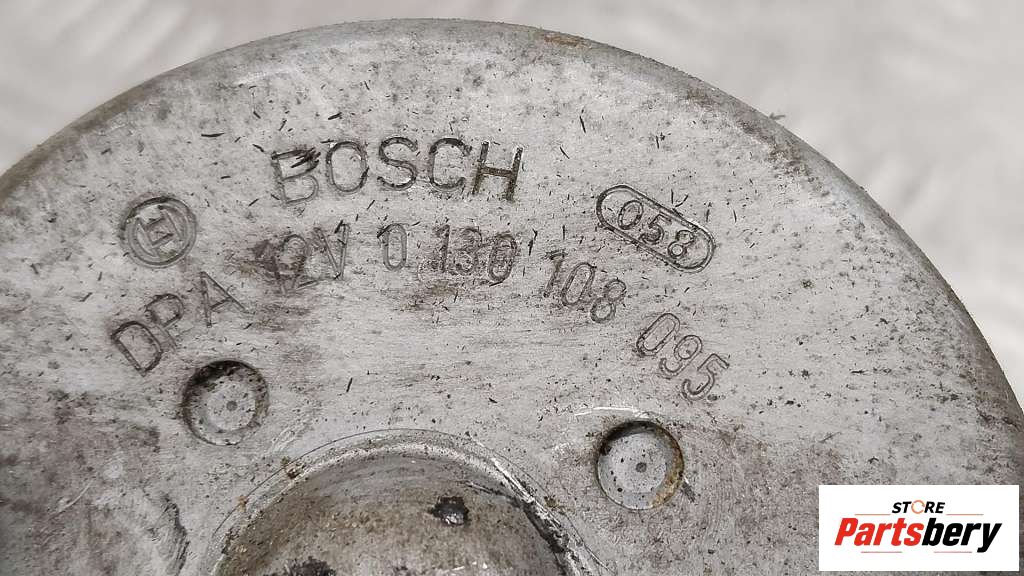 BOSCH
058
DPA 12V 0 130 108 095
STORE
Partsbery